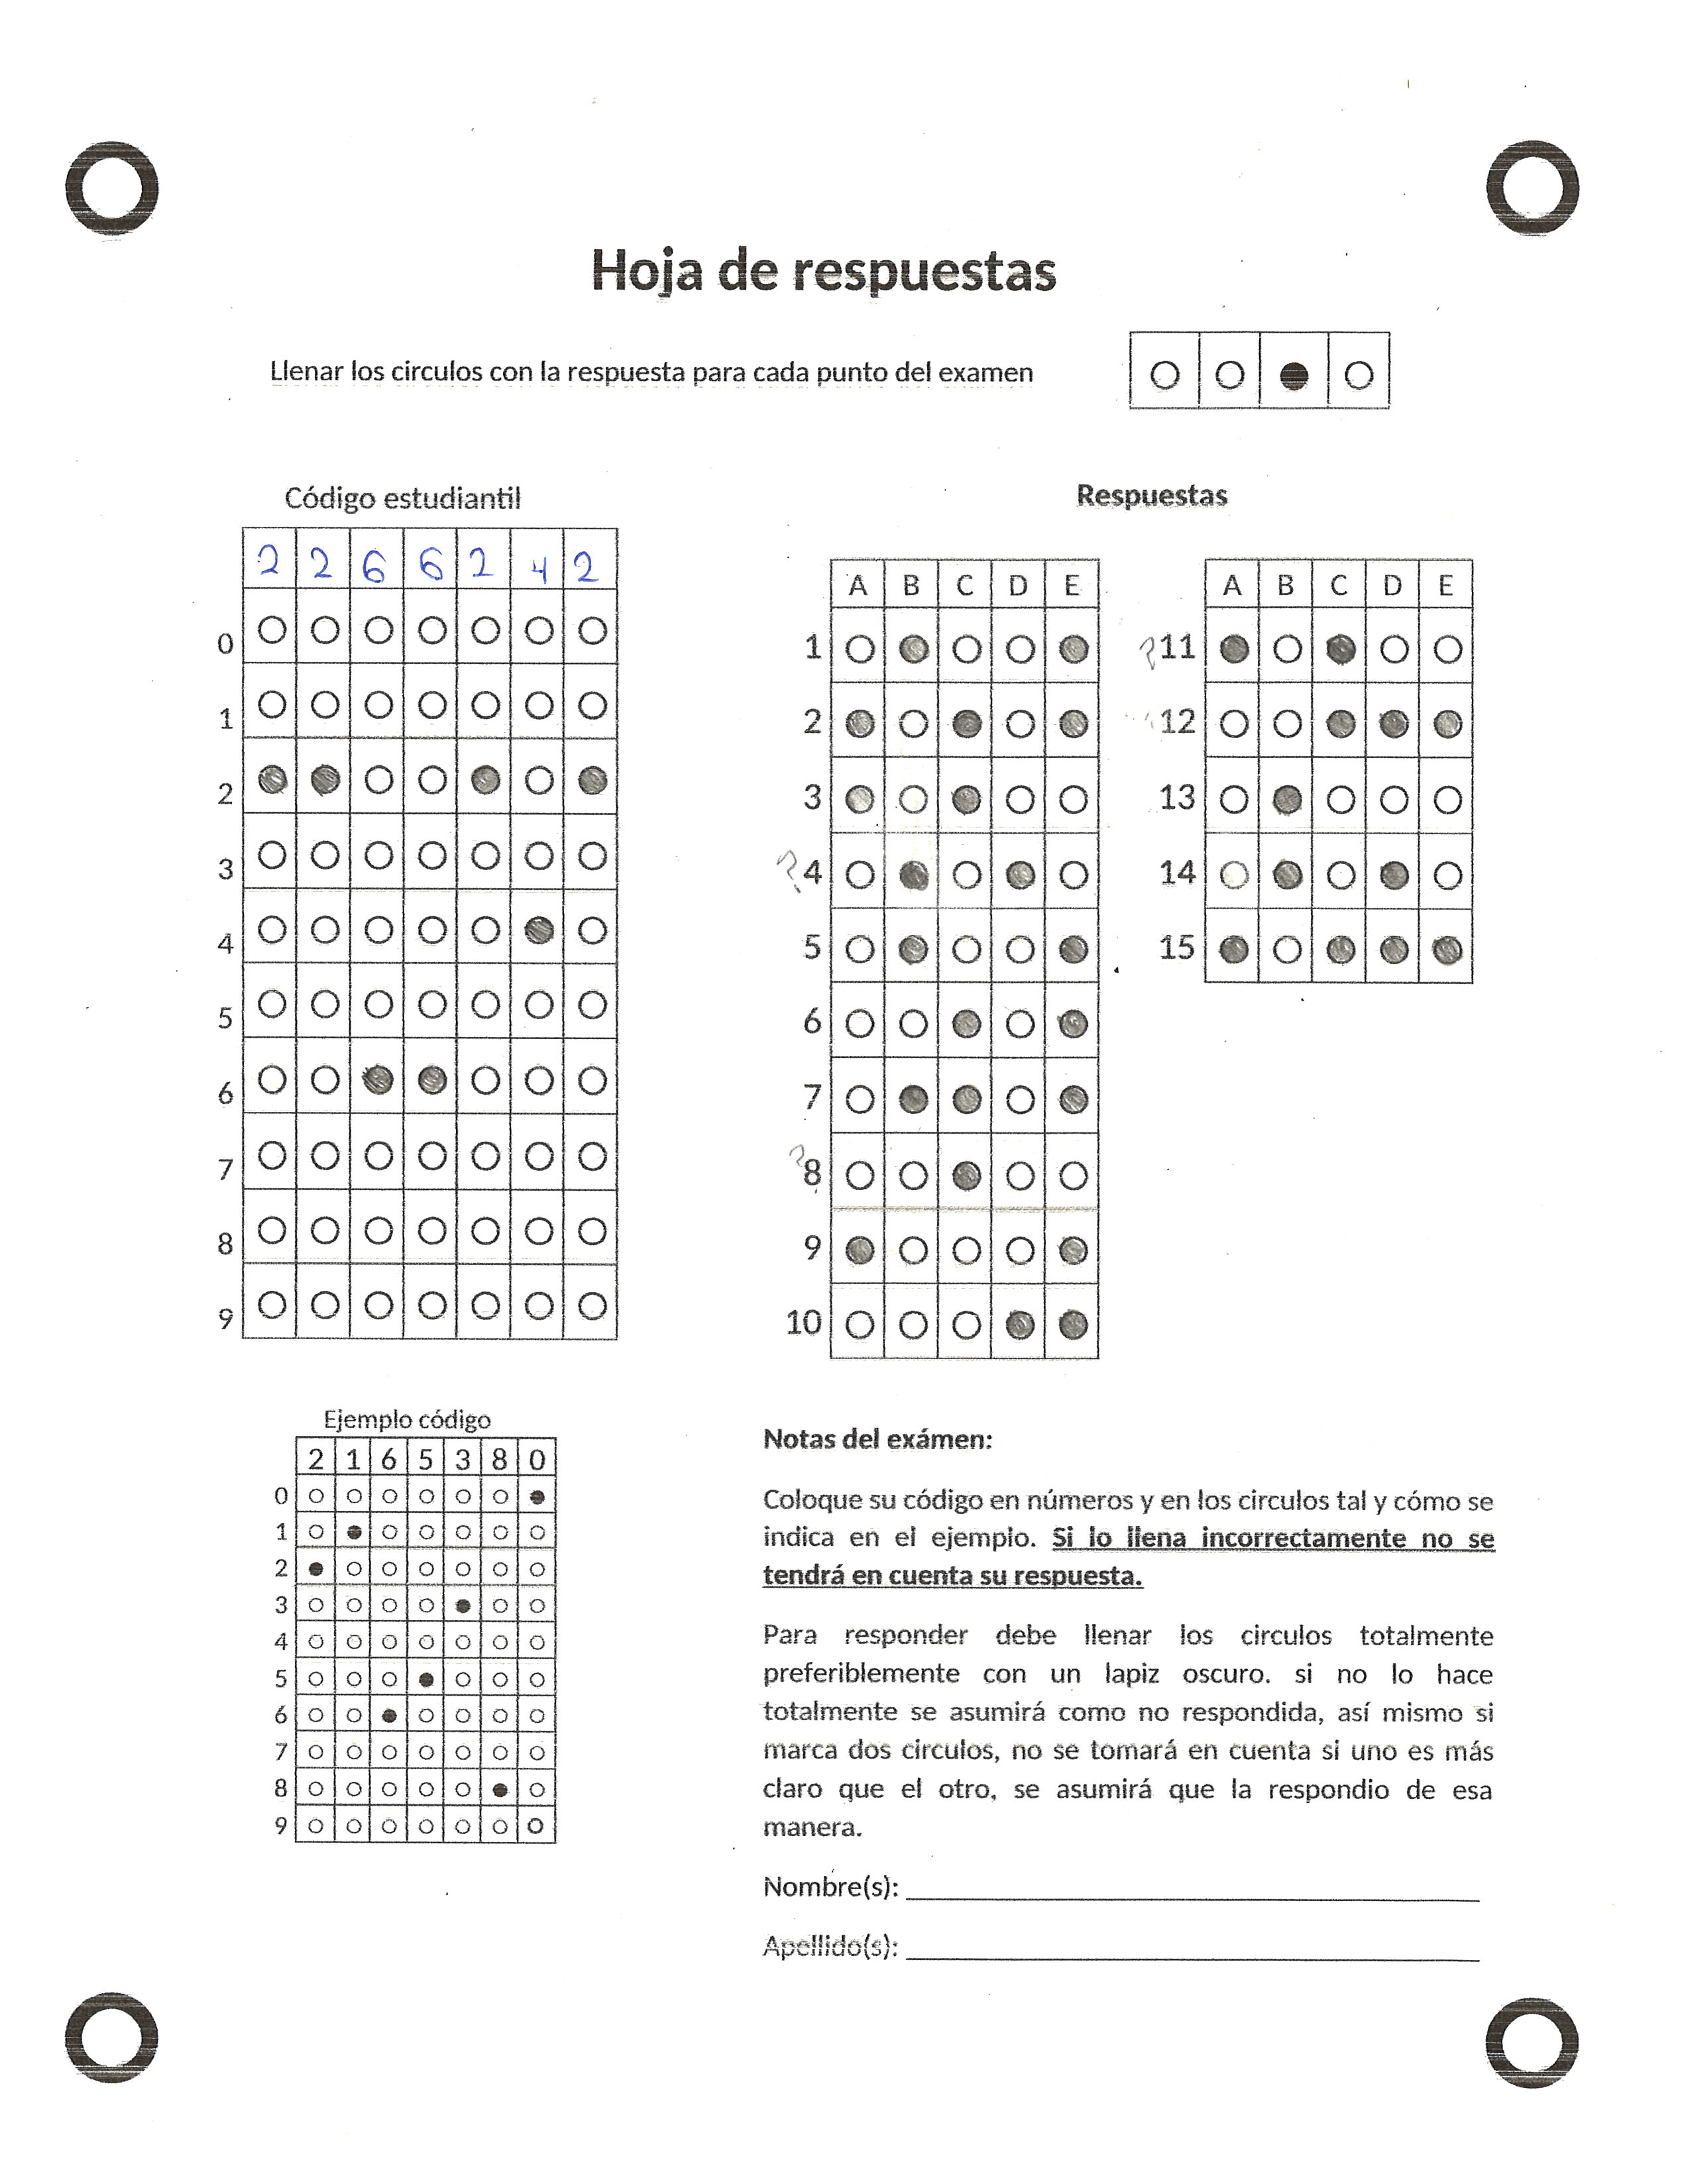 Hoja de respuestas
Llenar los circulos con la respuesta para cada punto del examen
Código estudiantil
2 2 6 6 2 4 2
0
1
2
3
4
5
6
7
8
9
Respuestas
A B C D E
1
2
3
? 4
5
6
7
? 8
9
10
A B C D E
? 11
12
13
14
15
Ejemplo código
2 1 6 5 3 8 0
0
1
2
3
4
5
6
7
8
9
Notas del exámen:
Coloque su código en números y en los circulos tal y cómo se
indica en el ejemplo. Si lo llena incorrectamente no se
tendrá en cuenta su respuesta.
Para responder debe llenar los circulos totalmente
preferiblemente con un lapiz oscuro. si no lo hace
totalmente se asumirá como no respondida, así mismo si
marca dos circulos, no se tomará en cuenta si uno es más
claro que el otro, se asumirá que la respondio de esa
manera.
Nombre(s):
Apellido(s):